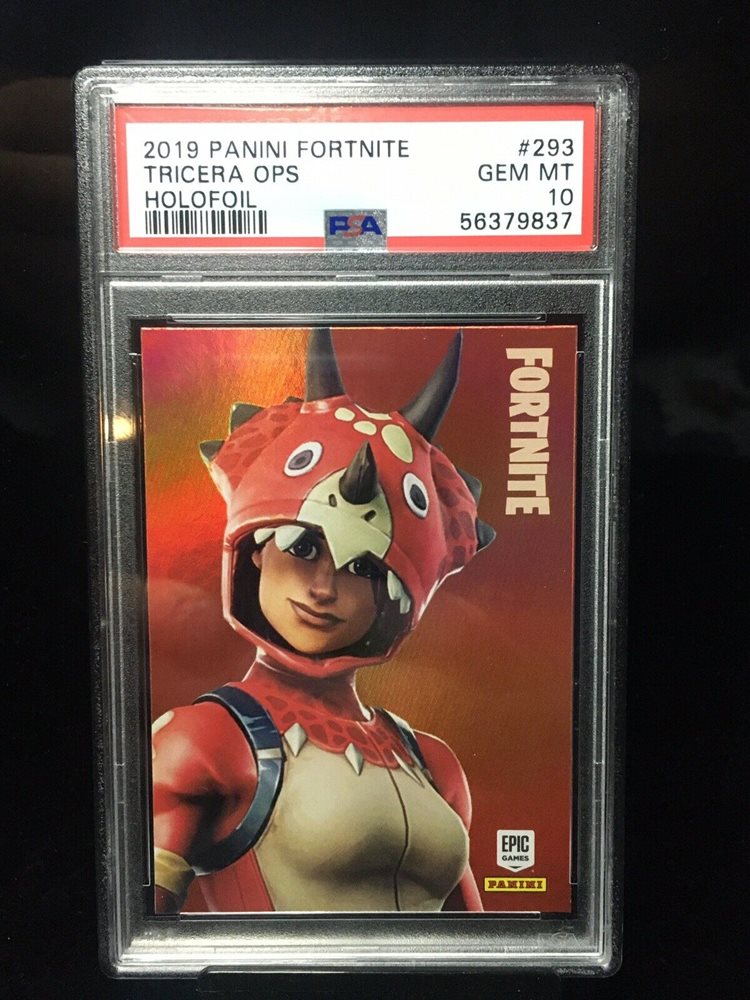 2019 PANINI FORTNITE #293
TRICERA OPS GEM MT
HOLOFOIL 10
PSA 56379837
FORTNITE
EPIC
GAMES
PANINI